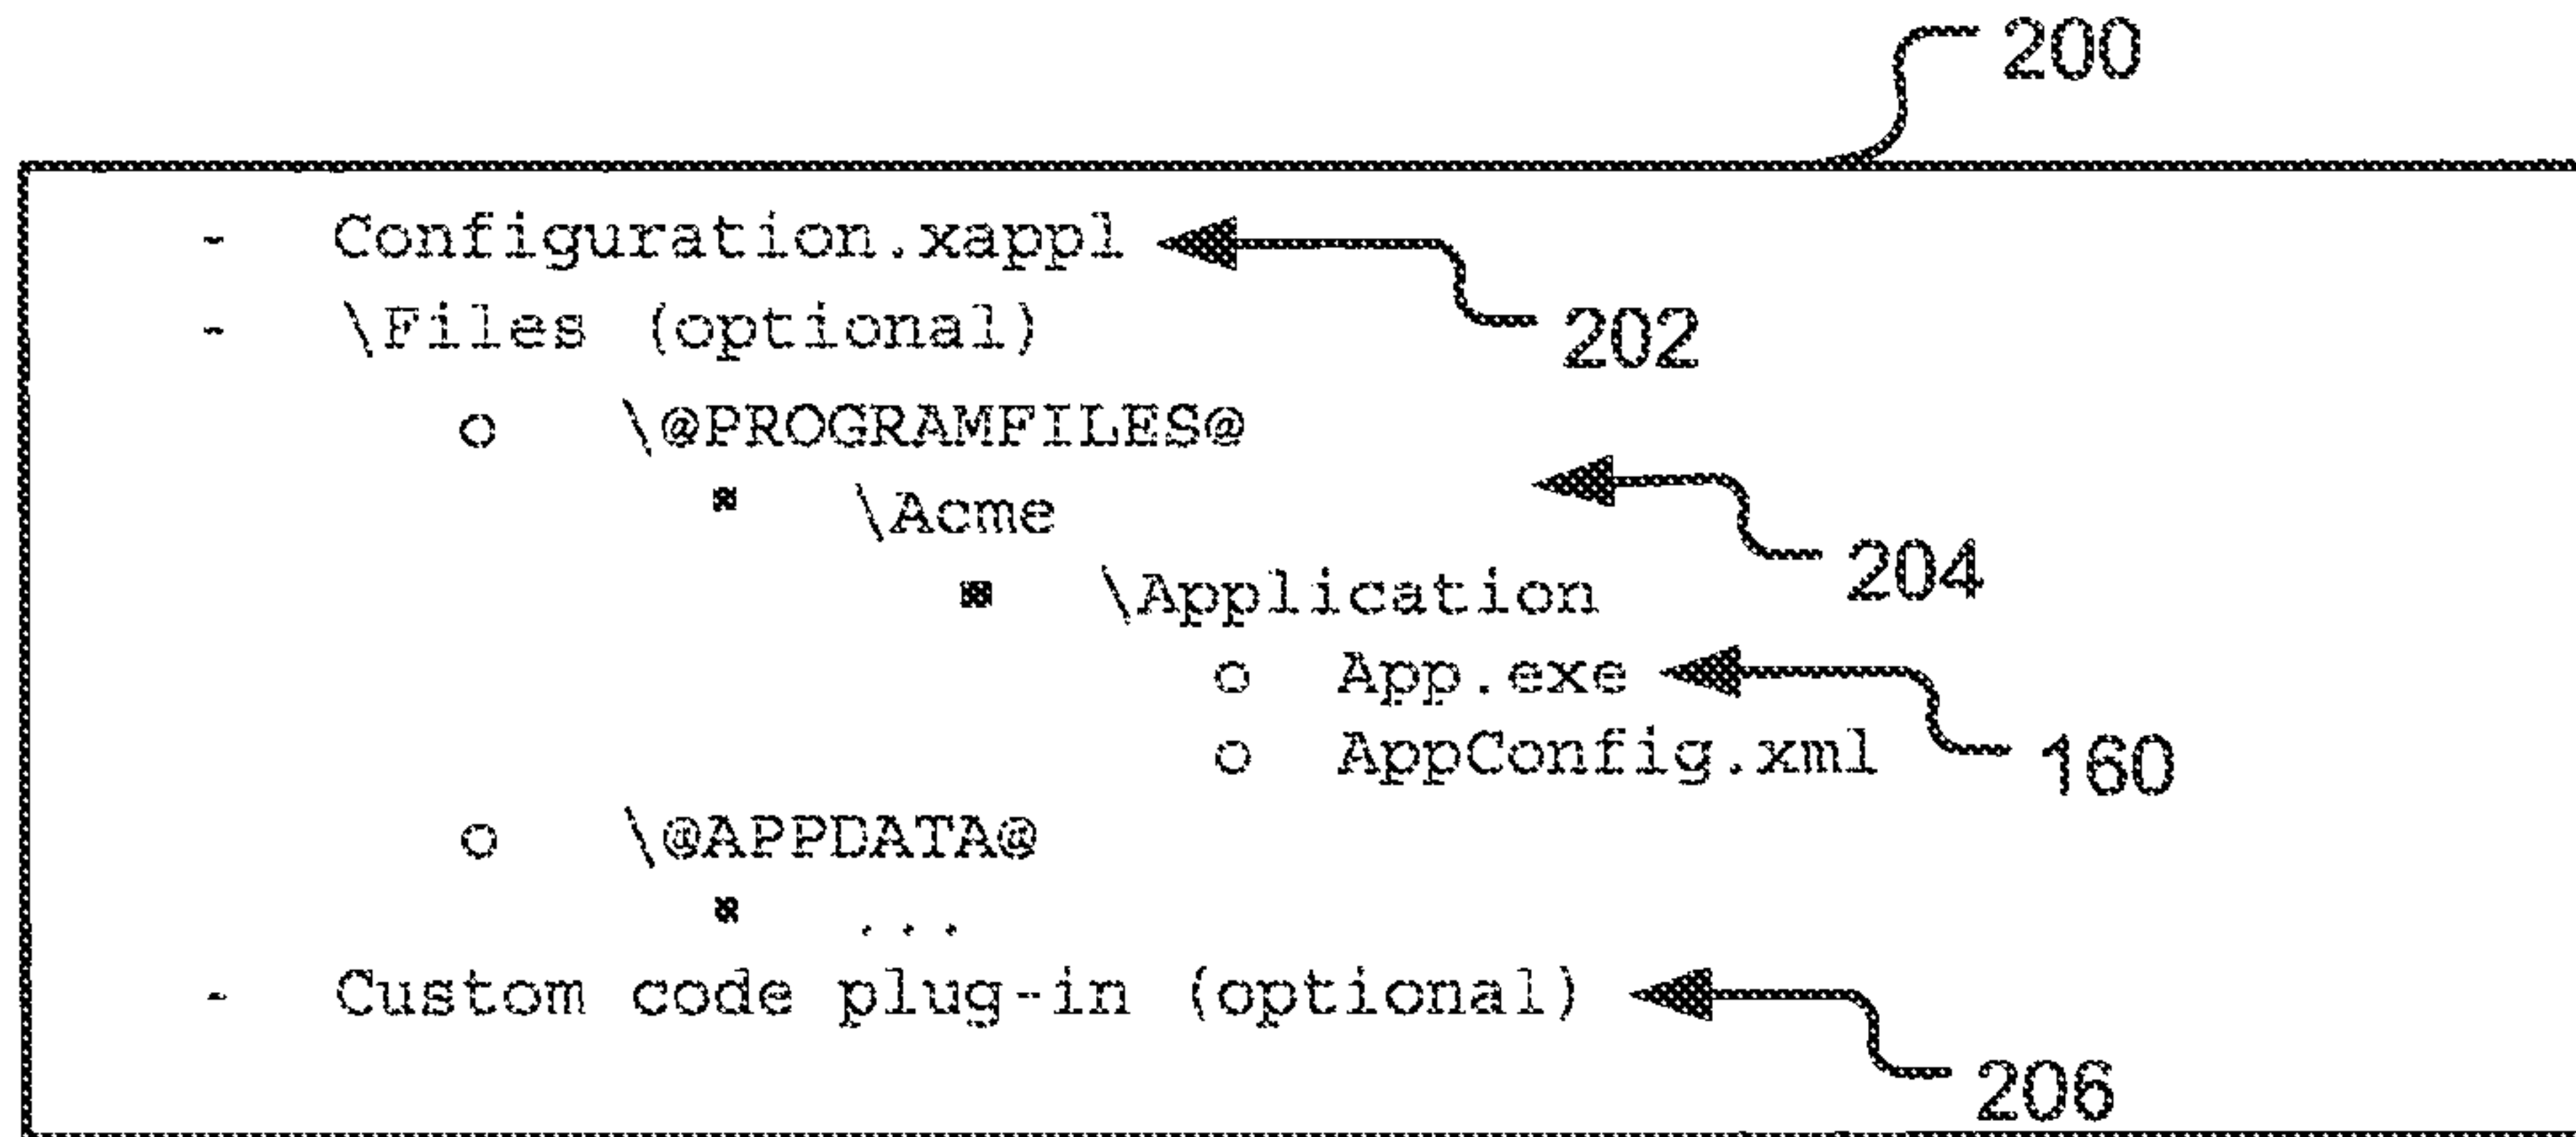 200
- Configuration.xappl
- \Files (optional)
202
o \@PROGRAMFILES@
▪ \Acme
204
▪ \Application
o App.exe
o AppConfig.xml
160
o \@APPDATA@
▪ ...
- Custom code plug-in (optional)
206